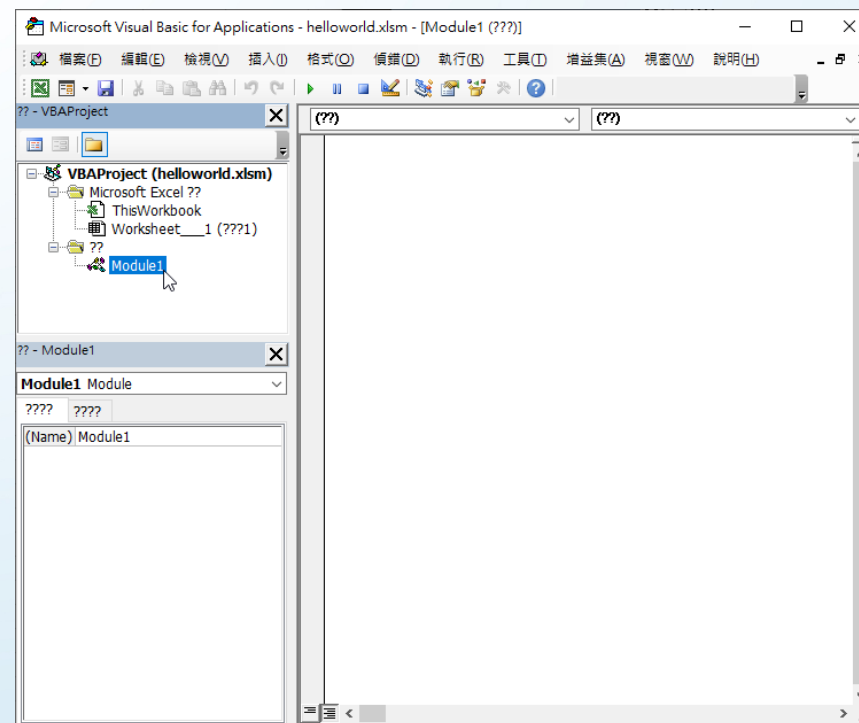 Microsoft Visual Basic for Applications - helloworld.xlsm - [Module1 (???)]
檔案(F) 編輯(E) 檢視(V) 插入(I) 格式(O) 偵錯(D) 執行(R) 工具(T) 增益集(A) 視窗(W) 說明(H)
?? - VBAProject
(??) (??)
VBAProject (helloworld.xlsm)
Microsoft Excel ??
ThisWorkbook
Worksheet___1 (???1)
??
Module1
?? - Module1
Module1 Module
???? ????
(Name) Module1